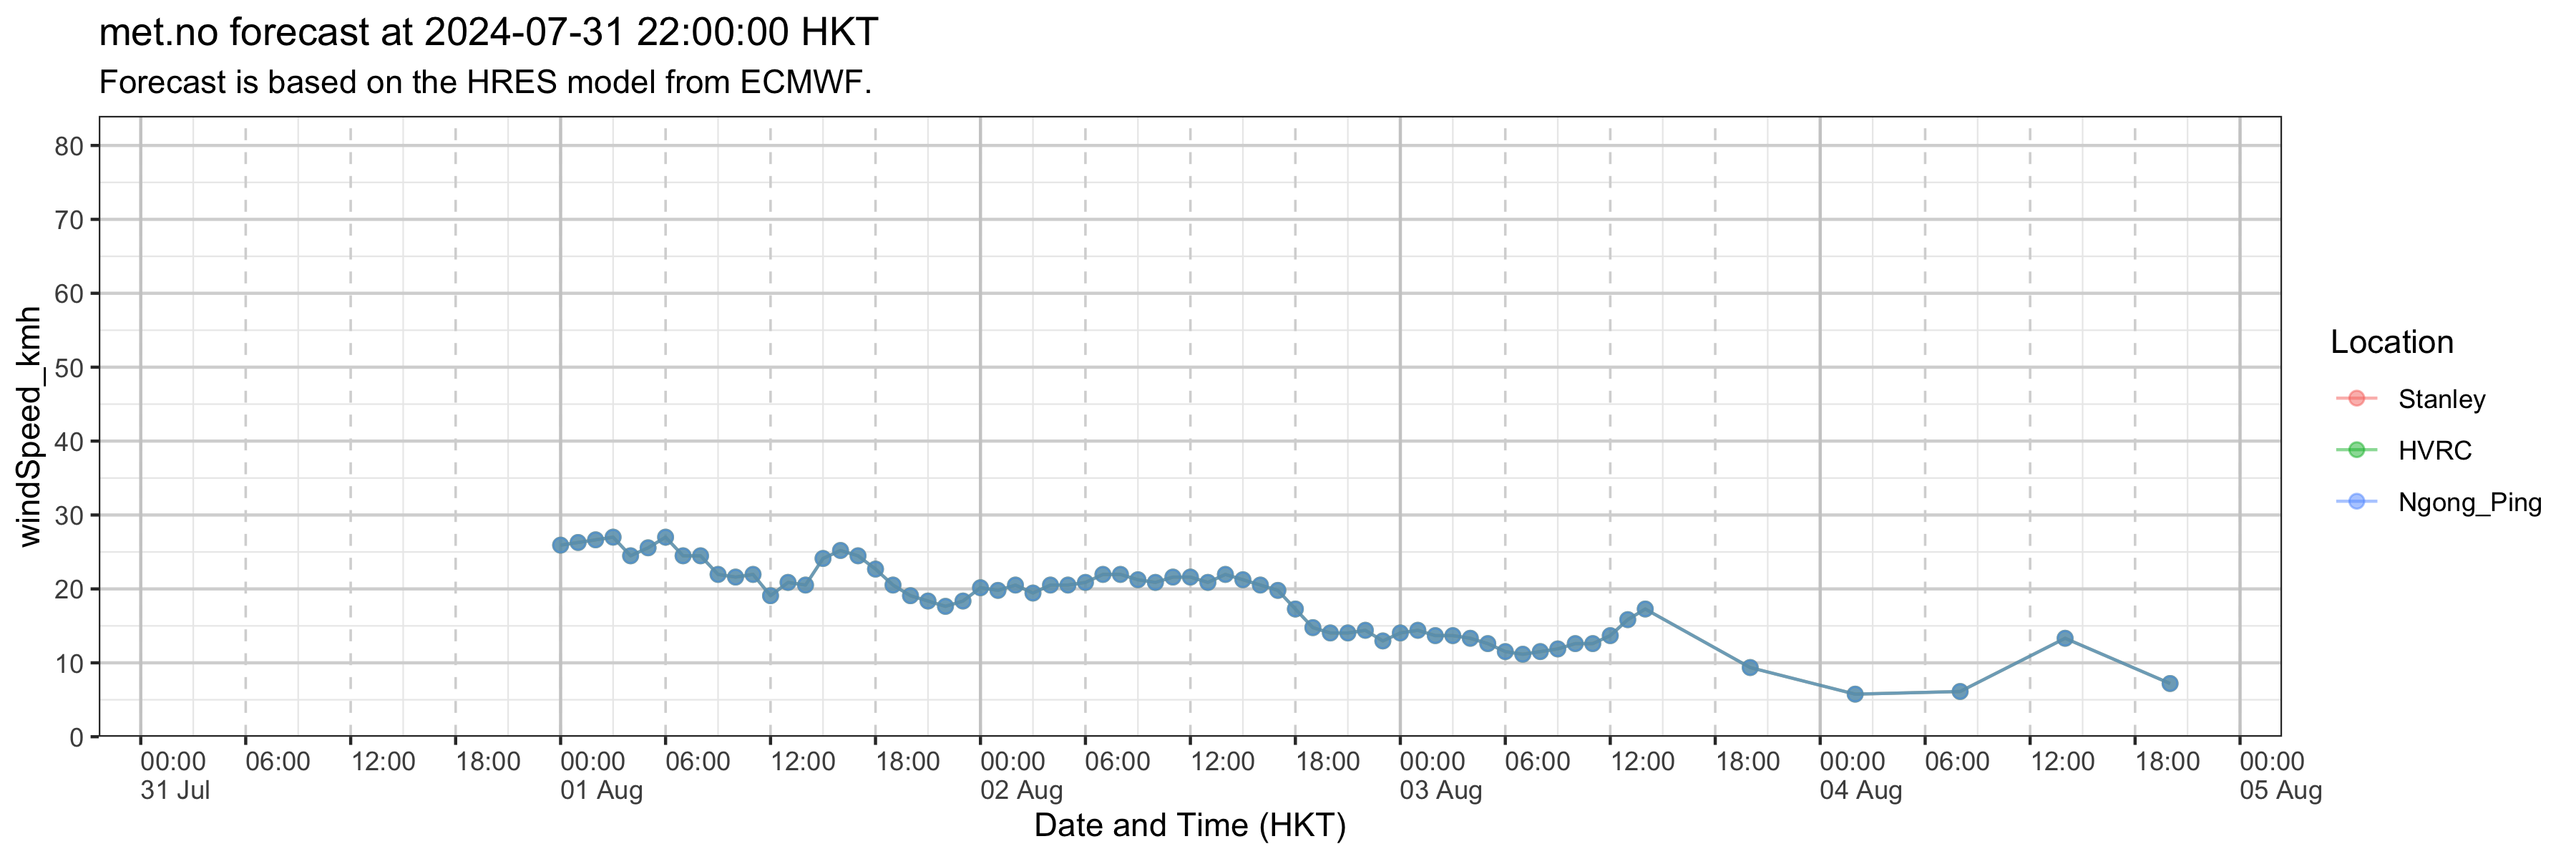 met.no forecast at 2024-07-31 22:00:00 HKT
Forecast is based on the HRES model from ECMWF.
windSpeed_kmh
80
70
60
50
40
30
20
10
0
00:00 06:00 12:00 18:00 00:00 06:00 12:00 18:00 00:00 06:00 12:00 18:00 00:00 06:00 12:00 18:00 00:00 06:00 12:00 18:00 00:00
31 Jul 01 Aug 02 Aug 03 Aug 04 Aug 05 Aug
Date and Time (HKT)
Location
Stanley
HVRC
Ngong_Ping